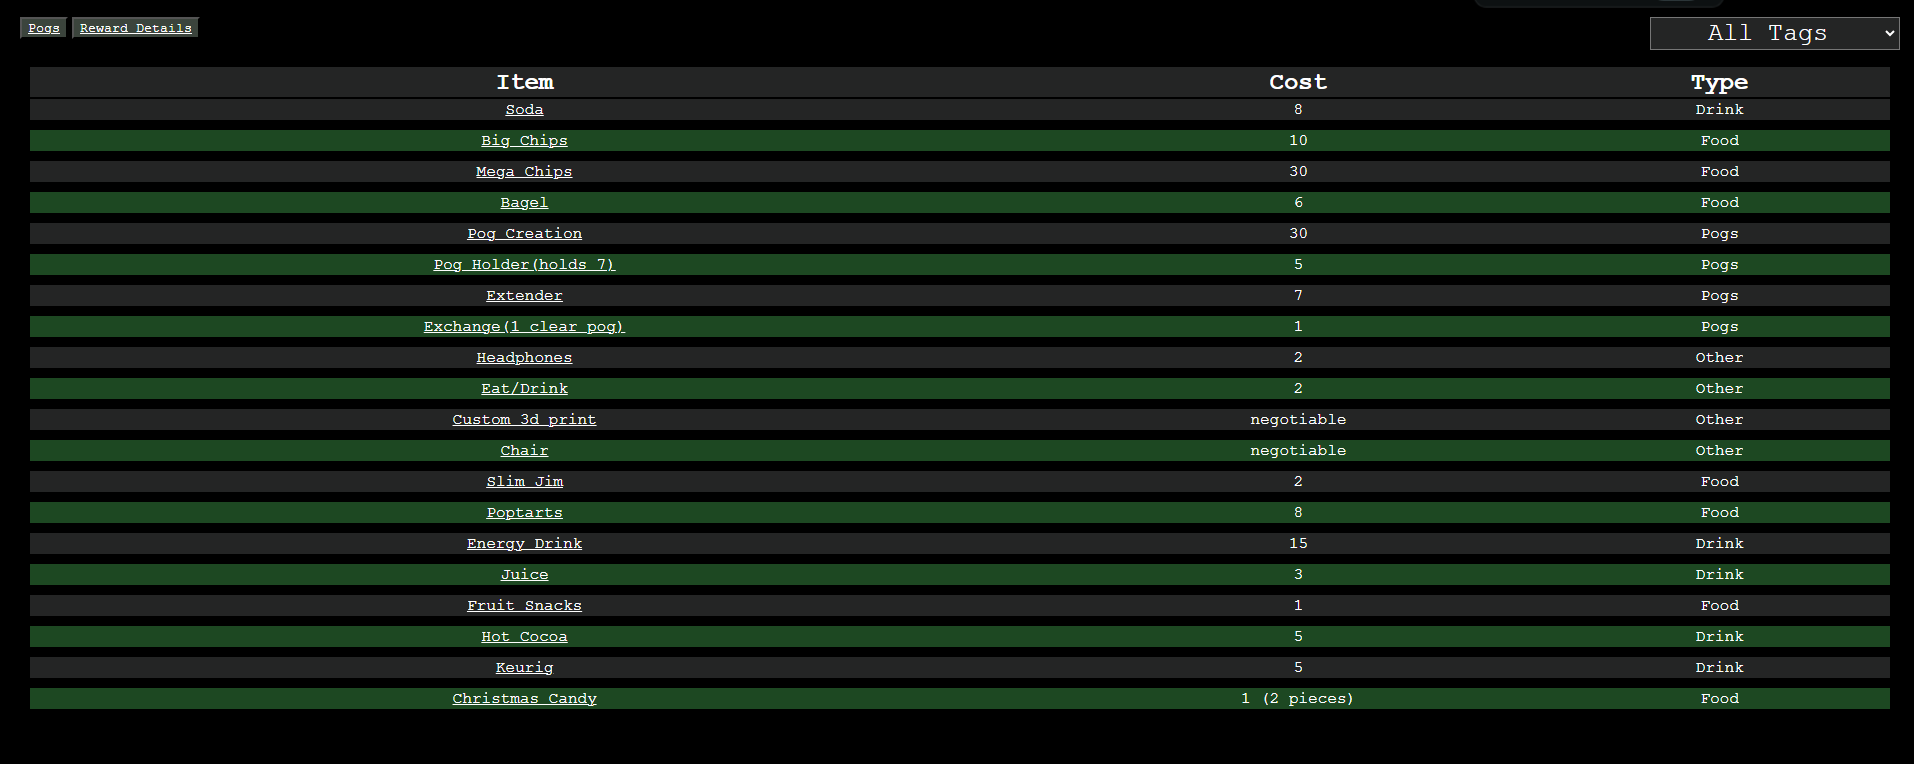 Pogs Reward Details All Tags
Item Cost Type
Soda 8 Drink
Big Chips 10 Food
Mega Chips 30 Food
Bagel 6 Food
Pog Creation 30 Pogs
Pog Holder(holds 7) 5 Pogs
Extender 7 Pogs
Exchange(1 clear pog) 1 Pogs
Headphones 2 Other
Eat/Drink 2 Other
Custom 3d print negotiable Other
Chair negotiable Other
Slim Jim 2 Food
Poptarts 8 Food
Energy Drink 15 Drink
Juice 3 Drink
Fruit Snacks 1 Food
Hot Cocoa 5 Drink
Keurig 5 Drink
Christmas Candy 1 (2 pieces) Food